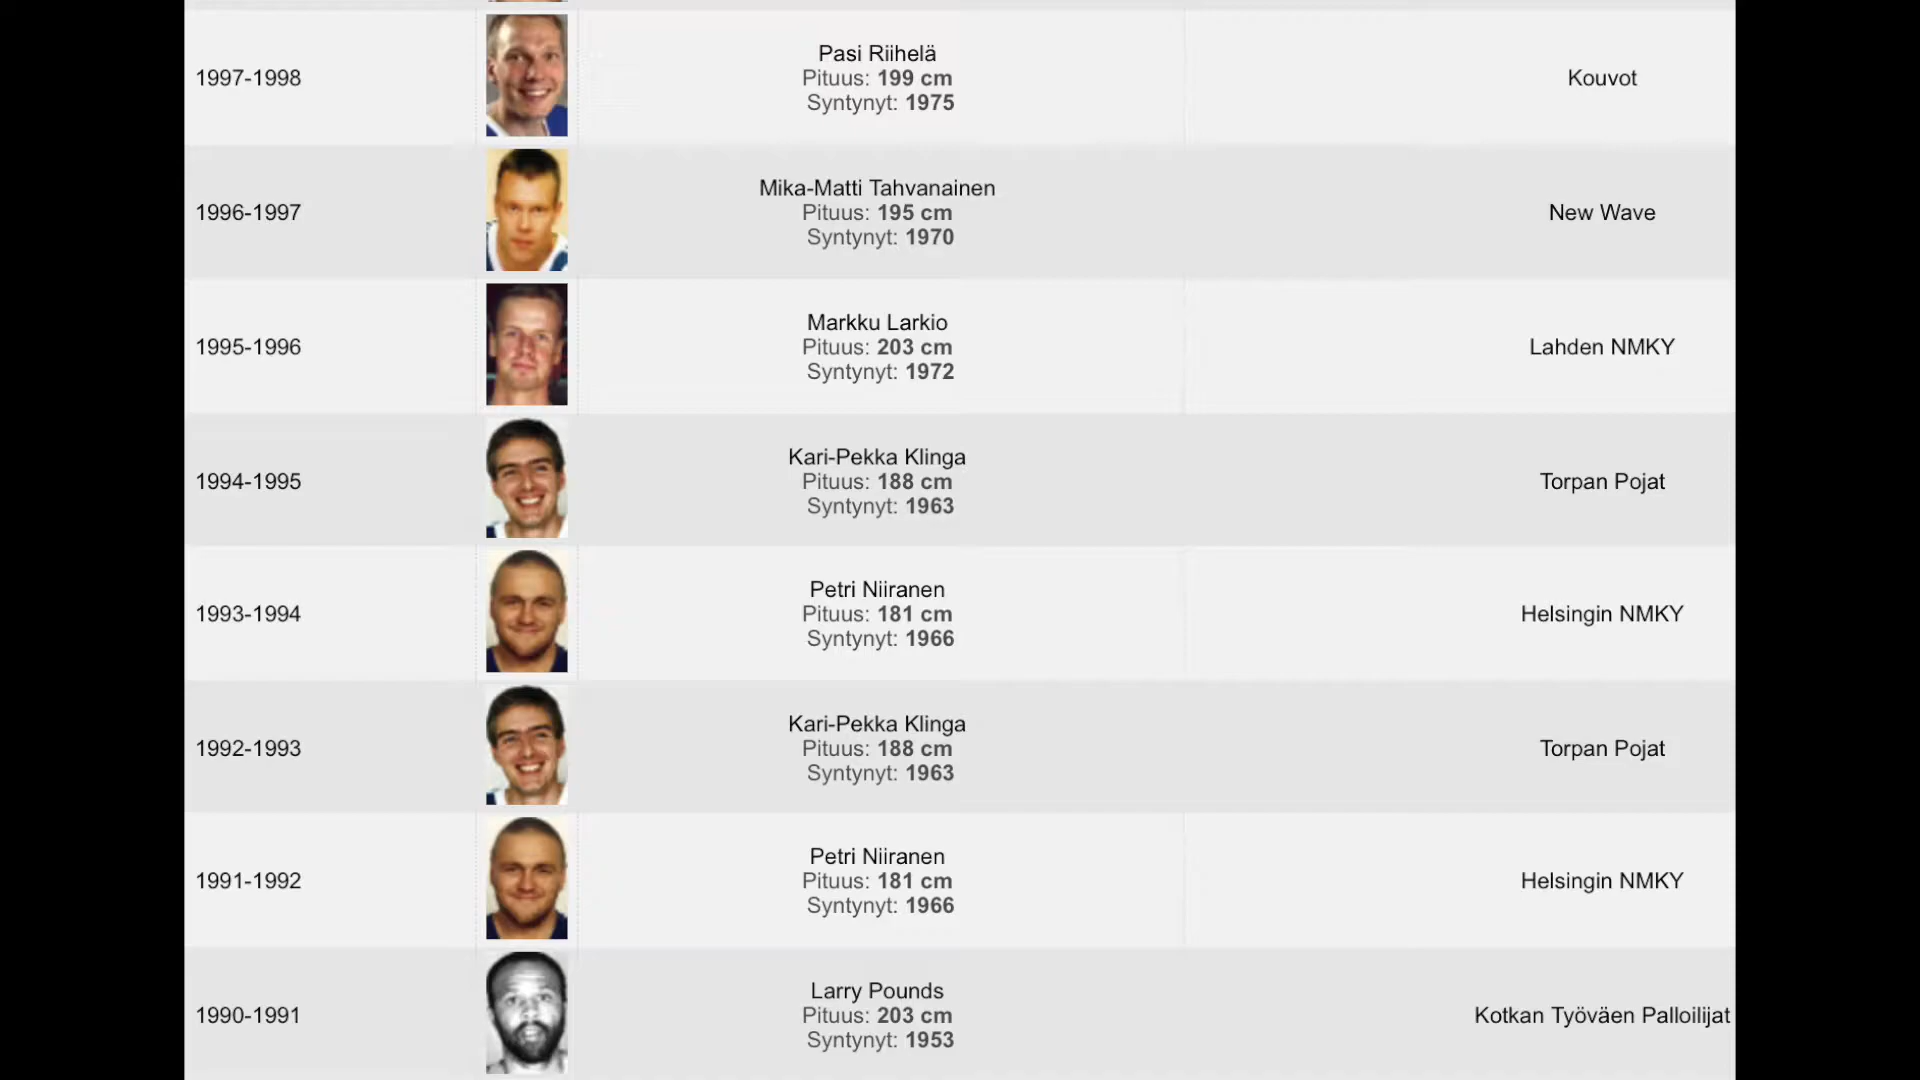 1997-1998
Pasi Riihelä
Pituus: 199 cm
Syntynyt: 1975
Kouvot
1996-1997
Mika-Matti Tahvanainen
Pituus: 195 cm
Syntynyt: 1970
New Wave
1995-1996
Markku Larkio
Pituus: 203 cm
Syntynyt: 1972
Lahden NMKY
1994-1995
Kari-Pekka Klinga
Pituus: 188 cm
Syntynyt: 1963
Torpan Pojat
1993-1994
Petri Niiranen
Pituus: 181 cm
Syntynyt: 1966
Helsingin NMKY
1992-1993
Kari-Pekka Klinga
Pituus: 188 cm
Syntynyt: 1963
Torpan Pojat
1991-1992
Petri Niiranen
Pituus: 181 cm
Syntynyt: 1966
Helsingin NMKY
1990-1991
Larry Pounds
Pituus: 203 cm
Syntynyt: 1953
Kotkan Työväen Palloilijat